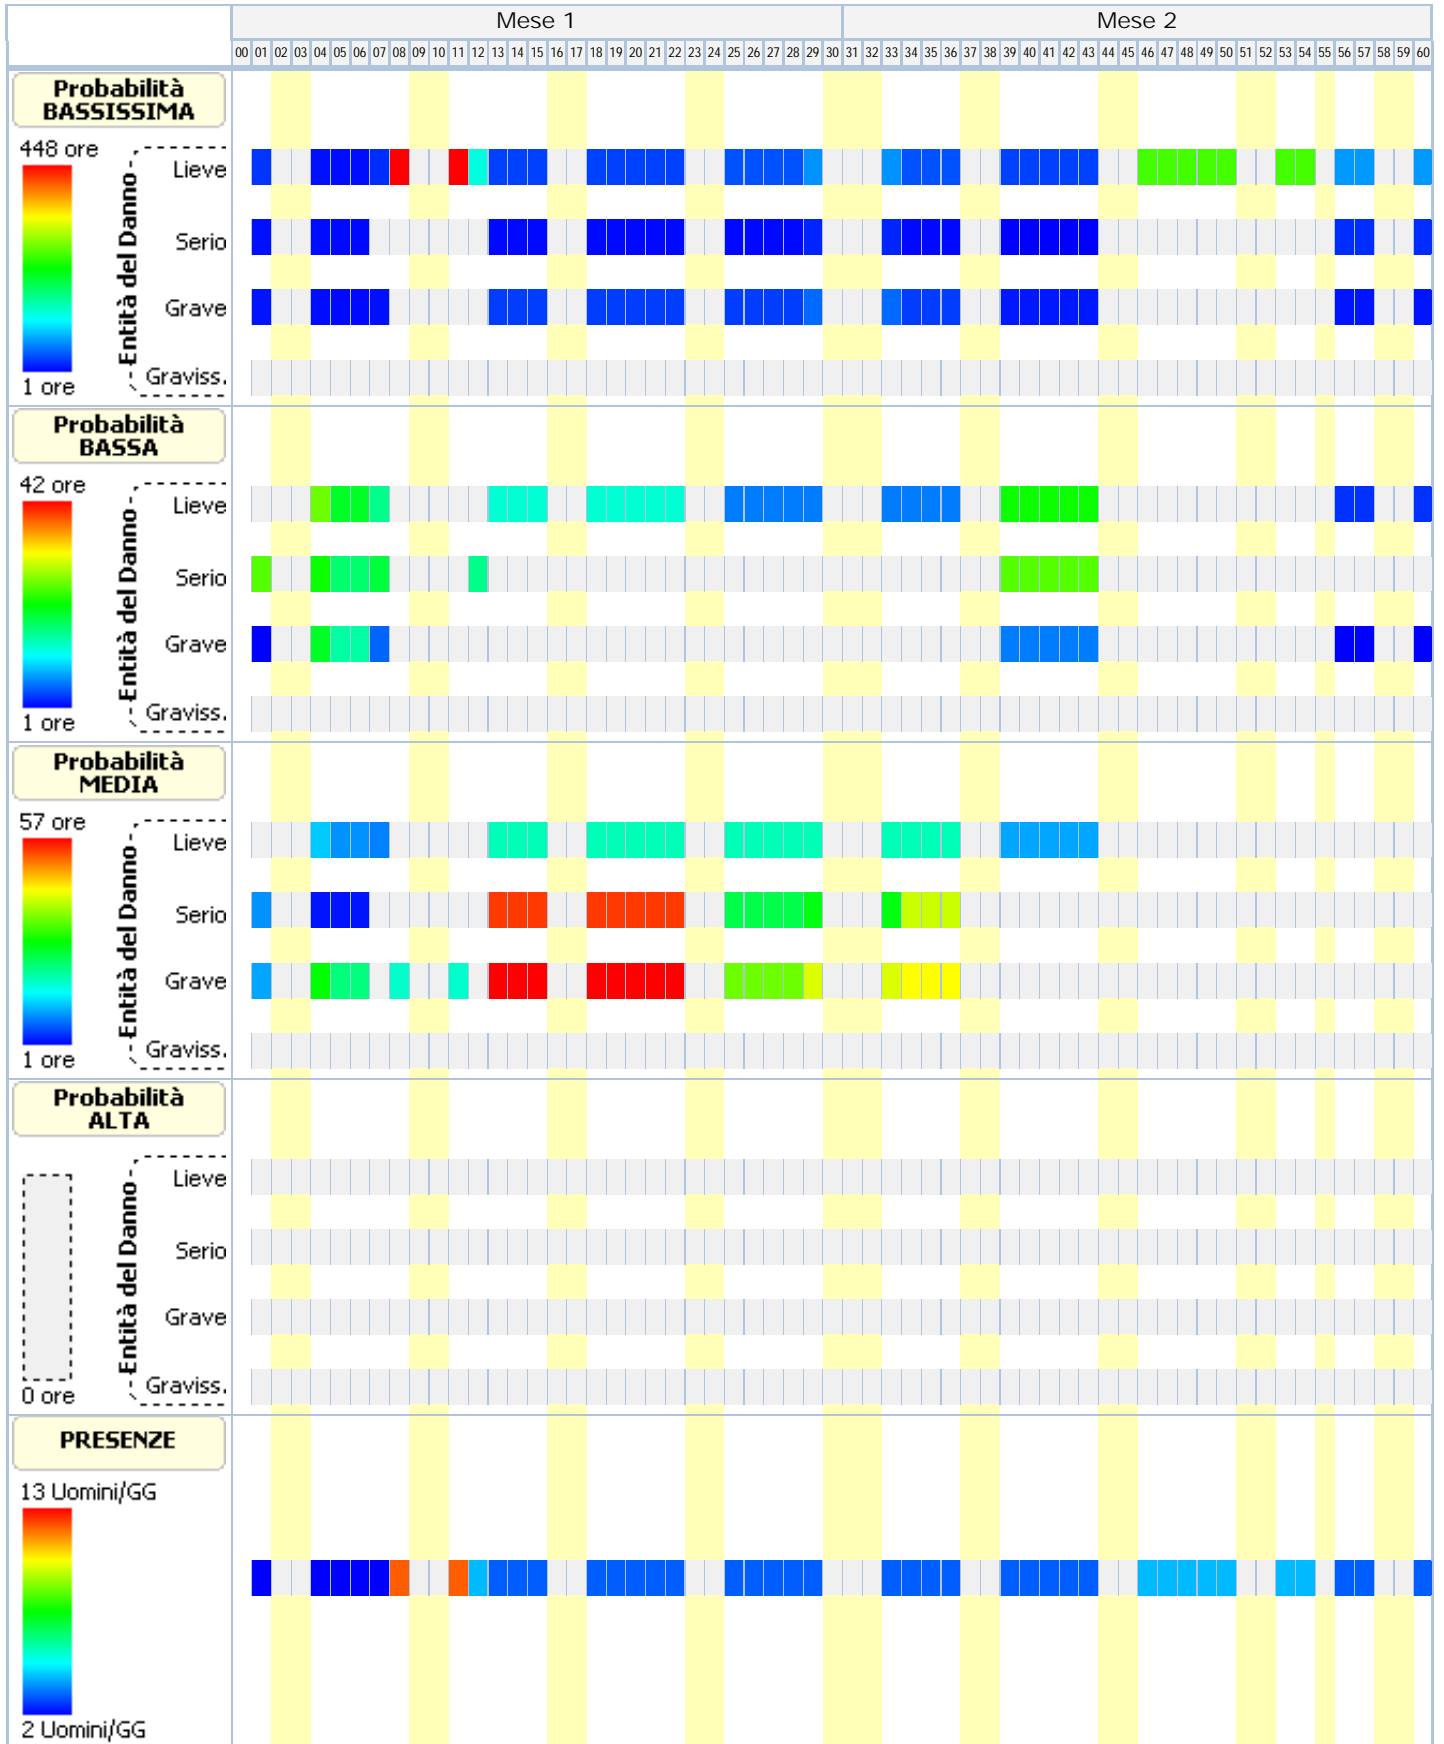 Mese 1 Mese 2
00 01 02 03 04 05 06 07 08 09 10 11 12 13 14 15 16 17 18 19 20 21 22 23 24 25 26 27 28 29 30 31 32 33 34 35 36 37 38 39 40 41 42 43 44 45 46 47 48 49 50 51 52 53 54 55 56 57 58 59 60
Probabilità
BASSISSIMA
448 ore
Entità del Danno
Lieve
Serio
Grave
Graviss.
1 ore
Probabilità
BASSA
42 ore
Entità del Danno
Lieve
Serio
Grave
Graviss.
1 ore
Probabilità
MEDIA
57 ore
Entità del Danno
Lieve
Serio
Grave
Graviss.
1 ore
Probabilità
ALTA
Entità del Danno
Lieve
Serio
Grave
Graviss.
0 ore
PRESENZE
13 Uomini/GG
2 Uomini/GG